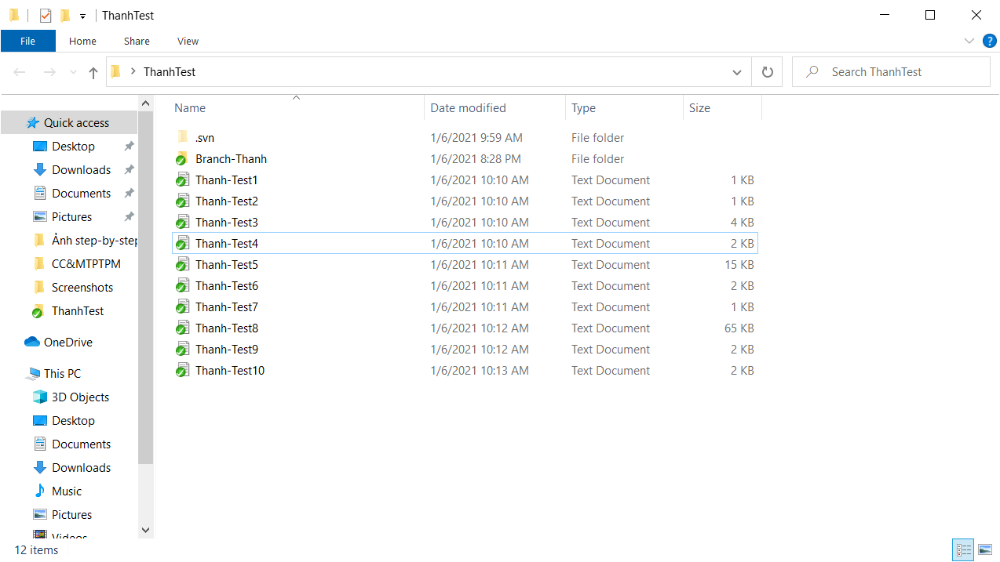 ThanhTest
File Home Share View ?
ThanhTest
Search ThanhTest
Name Date modified Type Size
.svn 1/6/2021 9:59 AM File folder
Branch-Thanh 1/6/2021 8:28 PM File folder
Thanh-Test1 1/6/2021 10:10 AM Text Document 1 KB
Thanh-Test2 1/6/2021 10:10 AM Text Document 1 KB
Thanh-Test3 1/6/2021 10:10 AM Text Document 4 KB
Thanh-Test4 1/6/2021 10:10 AM Text Document 2 KB
Thanh-Test5 1/6/2021 10:11 AM Text Document 15 KB
Thanh-Test6 1/6/2021 10:11 AM Text Document 2 KB
Thanh-Test7 1/6/2021 10:11 AM Text Document 1 KB
Thanh-Test8 1/6/2021 10:12 AM Text Document 65 KB
Thanh-Test9 1/6/2021 10:12 AM Text Document 2 KB
Thanh-Test10 1/6/2021 10:13 AM Text Document 2 KB
Quick access
Desktop
Downloads
Documents
Pictures
Ảnh step-by-step
CC&MTPTPM
Screenshots
ThanhTest
OneDrive
This PC
3D Objects
Desktop
Documents
Downloads
Music
Pictures
Videos
12 items